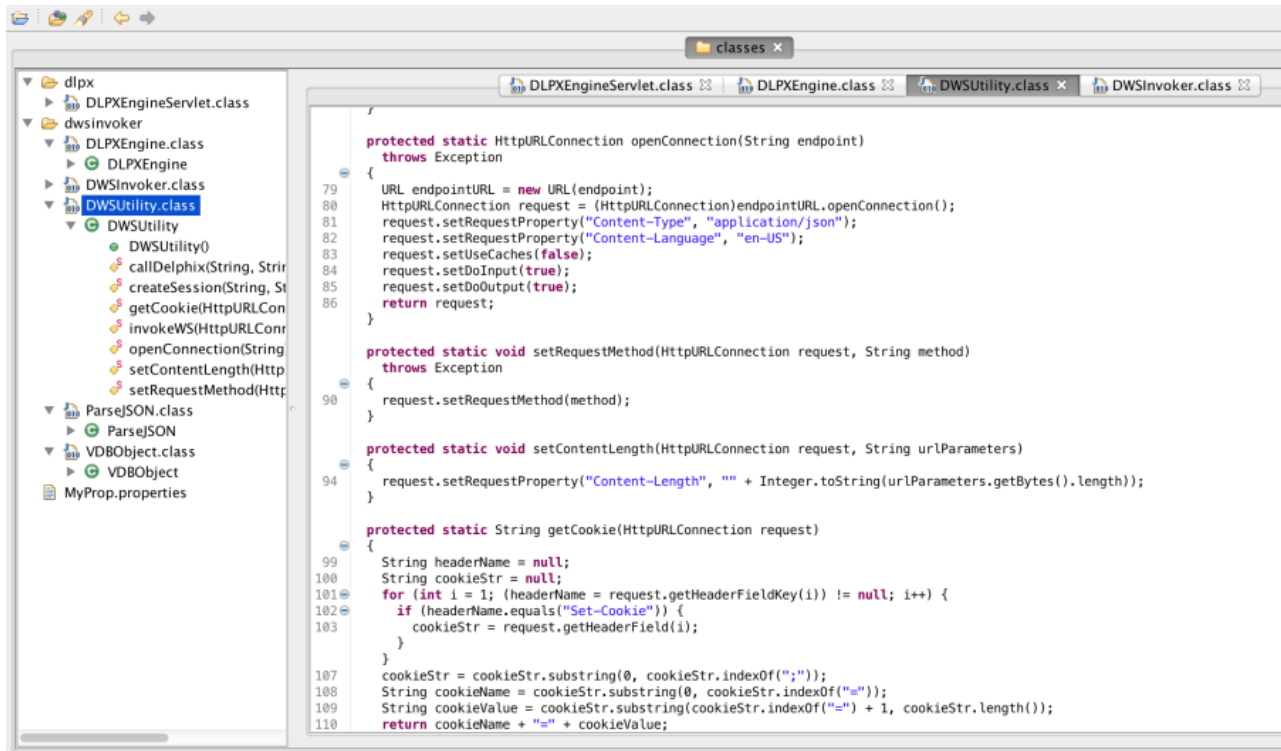 classes
dlpx
DLPXEngineServlet.class
dwsinvoker
DLPXEngine.class
DLPXEngine
DWSInvoker.class
DWSUtility.class
DWSUtility
DWSUtility()
callDelphix(String, Strin
createSession(String, St
getCookie(HttpURLCon
invokeWS(HttpURLConn
openConnection(String
setContentLength(Http
setRequestMethod(Http
ParseJSON.class
ParseJSON
VDBObject.class
VDBObject
MyProp.properties
DLPXEngineServlet.class DLPXEngine.class DWSUtility.class DWSInvoker.class
}
protected static HttpURLConnection openConnection(String endpoint)
throws Exception
{
79 URL endpointURL = new URL(endpoint);
80 HttpURLConnection request = (HttpURLConnection)endpointURL.openConnection();
81 request.setRequestProperty("Content-Type", "application/json");
82 request.setRequestProperty("Content-Language", "en-US");
83 request.setUseCaches(false);
84 request.setDoInput(true);
85 request.setDoOutput(true);
86 return request;
}
protected static void setRequestMethod(HttpURLConnection request, String method)
throws Exception
{
90 request.setRequestMethod(method);
}
protected static void setContentLength(HttpURLConnection request, String urlParameters)
{
94 request.setRequestProperty("Content-Length", "" + Integer.toString(urlParameters.getBytes().length));
}
protected static String getCookie(HttpURLConnection request)
{
99 String headerName = null;
100 String cookieStr = null;
101 for (int i = 1; (headerName = request.getHeaderFieldKey(i)) != null; i++) {
102 if (headerName.equals("Set-Cookie")) {
103 cookieStr = request.getHeaderField(i);
}
}
107 cookieStr = cookieStr.substring(0, cookieStr.indexOf(";"));
108 String cookieName = cookieStr.substring(0, cookieStr.indexOf("="));
109 String cookieValue = cookieStr.substring(cookieStr.indexOf("=") + 1, cookieStr.length());
110 return cookieName + "=" + cookieValue;